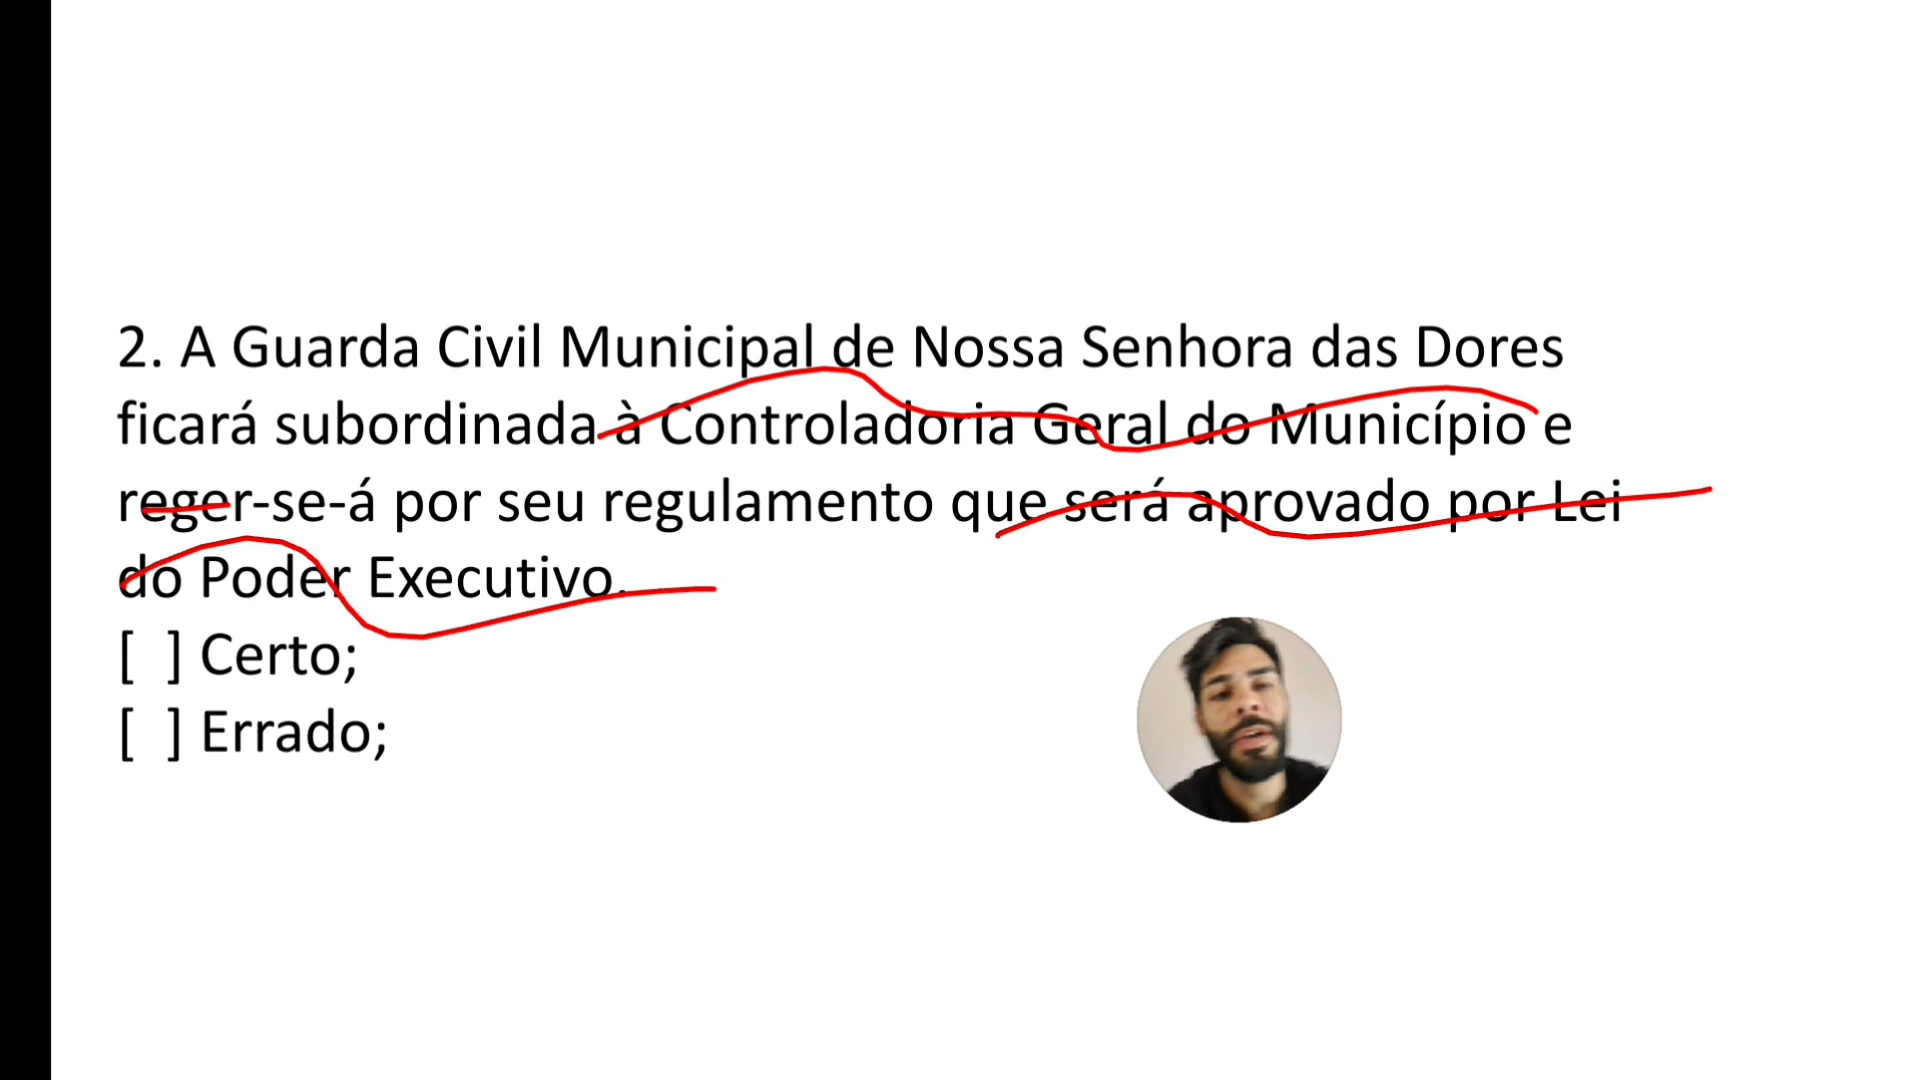 2. A Guarda Civil Municipal de Nossa Senhora das Dores
ficará subordinada à Controladoria Geral do Município e
reger-se-á por seu regulamento que será aprovado por Lei
do Poder Executivo.
[ ] Certo;
[ ] Errado;